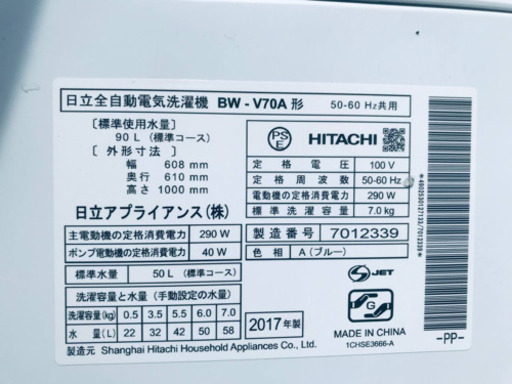 日立全自動電気洗濯機 BW-V70A形 50-60 Hz共用
〔標準使用水量〕
90 L (標準コース)
〔外形寸法〕
幅 608 mm
奥行 610 mm
高さ 1000 mm
日立アプライアンス(株)
PSE HITACHI
定格電圧 100 V
定格周波数 50-60 Hz
電動機の定格消費電力 290 W
標準洗濯容量 7.0kg
主電動機の定格消費電力 290 W
ポンプ電動機の定格消費電力 40 W
製造番号 7012339
色相 A(ブルー)
標準水量 50 L (標準コース)
洗濯容量と水量 (手動設定の水量)
洗濯容量(kg) 0.5 3.5 5.5 6.0 7.0
水量(L) 22 32 42 50 58
2017年製
JET
G
MADE IN CHINA
1CHSE3666-A
製造元 Shanghai Hitachi Household Appliances Co., Ltd.
*4902530127133/7012339*
-PP-